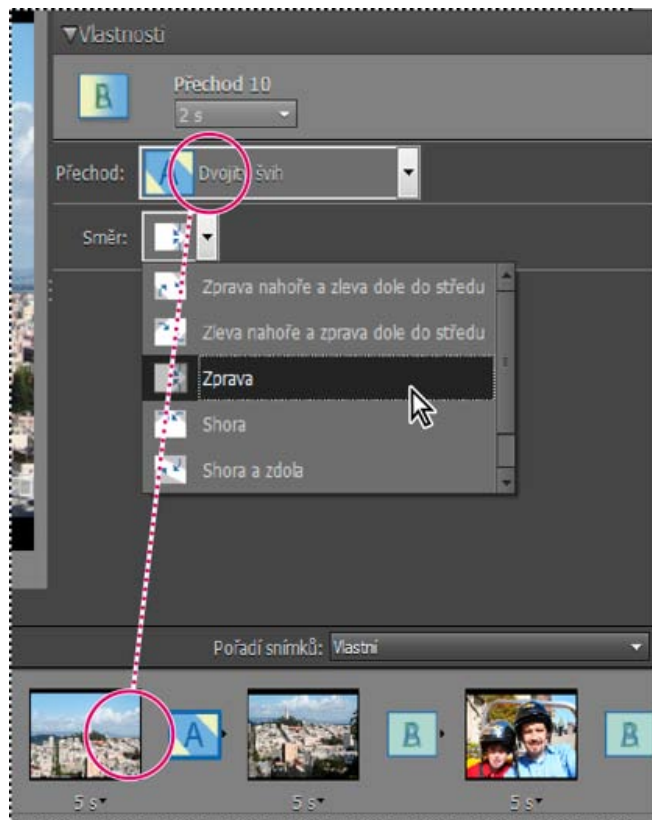 Vlastnosti
B
Přechod 10
2 s
Přechod: A Dvojitý švih
Směr:
Zprava nahoře a zleva dole do středu
Zleva nahoře a zprava dole do středu
Zprava
Shora
Shora a zdola
Pořadí snímků: Vlastní
A B B
5 s 5 s 5 s